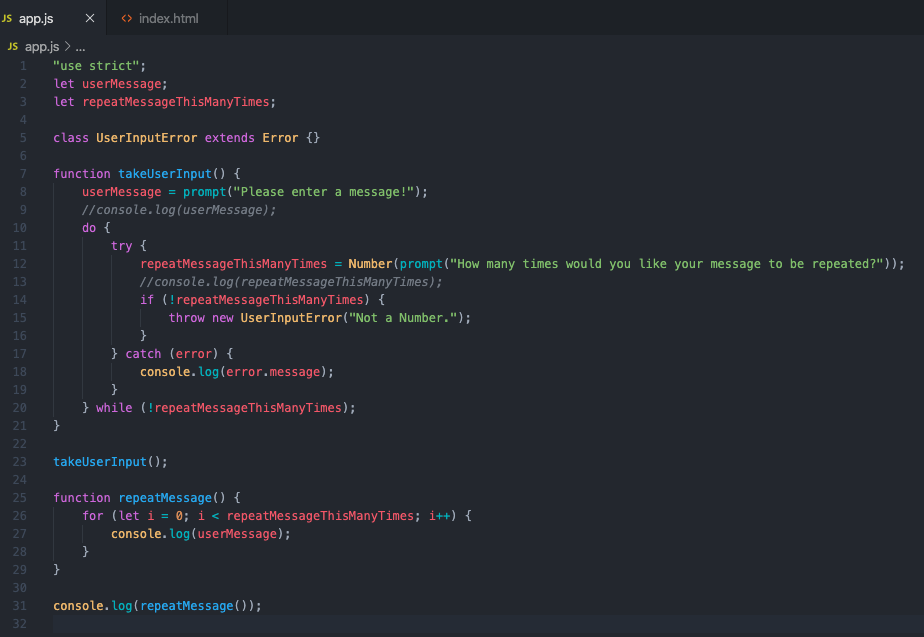 JS app.js × <> index.html
JS app.js > ...
1 "use strict";
2 let userMessage;
3 let repeatMessageThisManyTimes;
4
5 class UserInputError extends Error {}
6
7 function takeUserInput() {
8 userMessage = prompt("Please enter a message!");
9 //console.log(userMessage);
10 do {
11 try {
12 repeatMessageThisManyTimes = Number(prompt("How many times would you like your message to be repeated?"));
13 //console.log(repeatMessageThisManyTimes);
14 if (!repeatMessageThisManyTimes) {
15 throw new UserInputError("Not a Number.");
16 }
17 } catch (error) {
18 console.log(error.message);
19 }
20 } while (!repeatMessageThisManyTimes);
21 }
22
23 takeUserInput();
24
25 function repeatMessage() {
26 for (let i = 0; i < repeatMessageThisManyTimes; i++) {
27 console.log(userMessage);
28 }
29 }
30
31 console.log(repeatMessage());
32